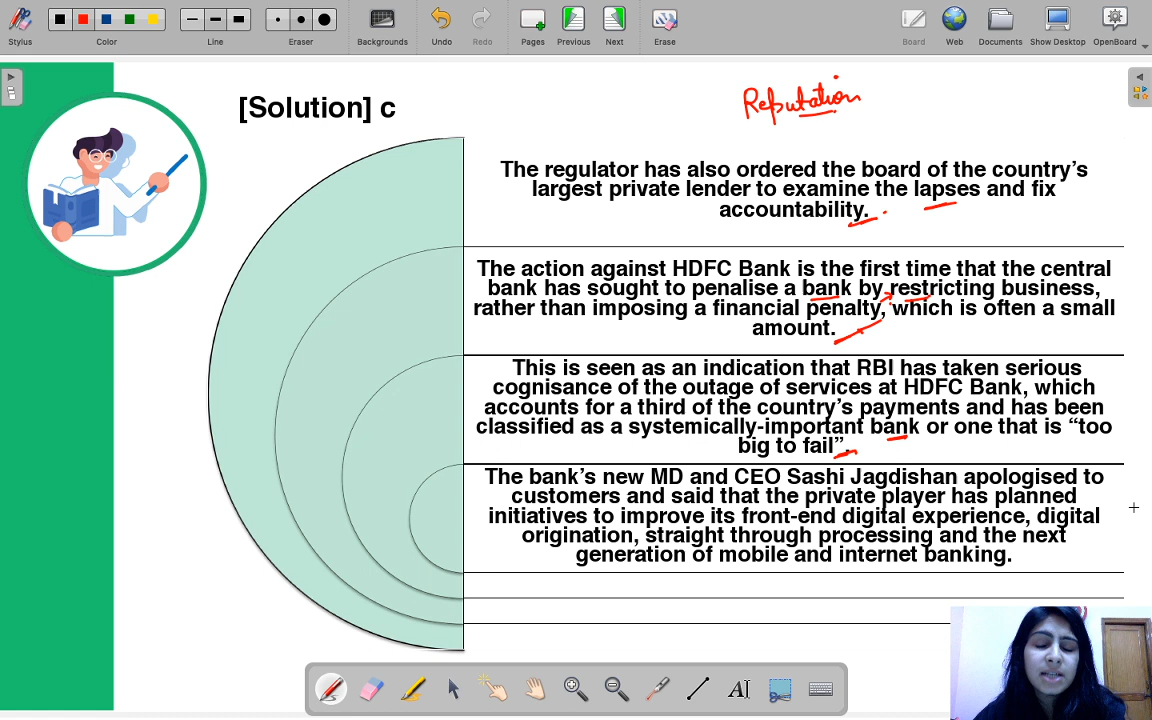 Stylus
Color
Line
Eraser
Backgrounds
Undo
Redo
Pages
Previous
Next
Erase
Board
Web
Documents
Show Desktop
OpenBoard
[Solution] c
Reputation
The regulator has also ordered the board of the country's
largest private lender to examine the lapses and fix
accountability.
The action against HDFC Bank is the first time that the central
bank has sought to penalise a bank by restricting business,
rather than imposing a financial penalty, which is often a small
amount.
This is seen as an indication that RBI has taken serious
cognisance of the outage of services at HDFC Bank, which
accounts for a third of the country's payments and has been
classified as a systemically-important bank or one that is “too
big to fail”.
The bank's new MD and CEO Sashi Jagdishan apologised to
customers and said that the private player has planned
initiatives to improve its front-end digital experience, digital
origination, straight through processing and the next
generation of mobile and internet banking.